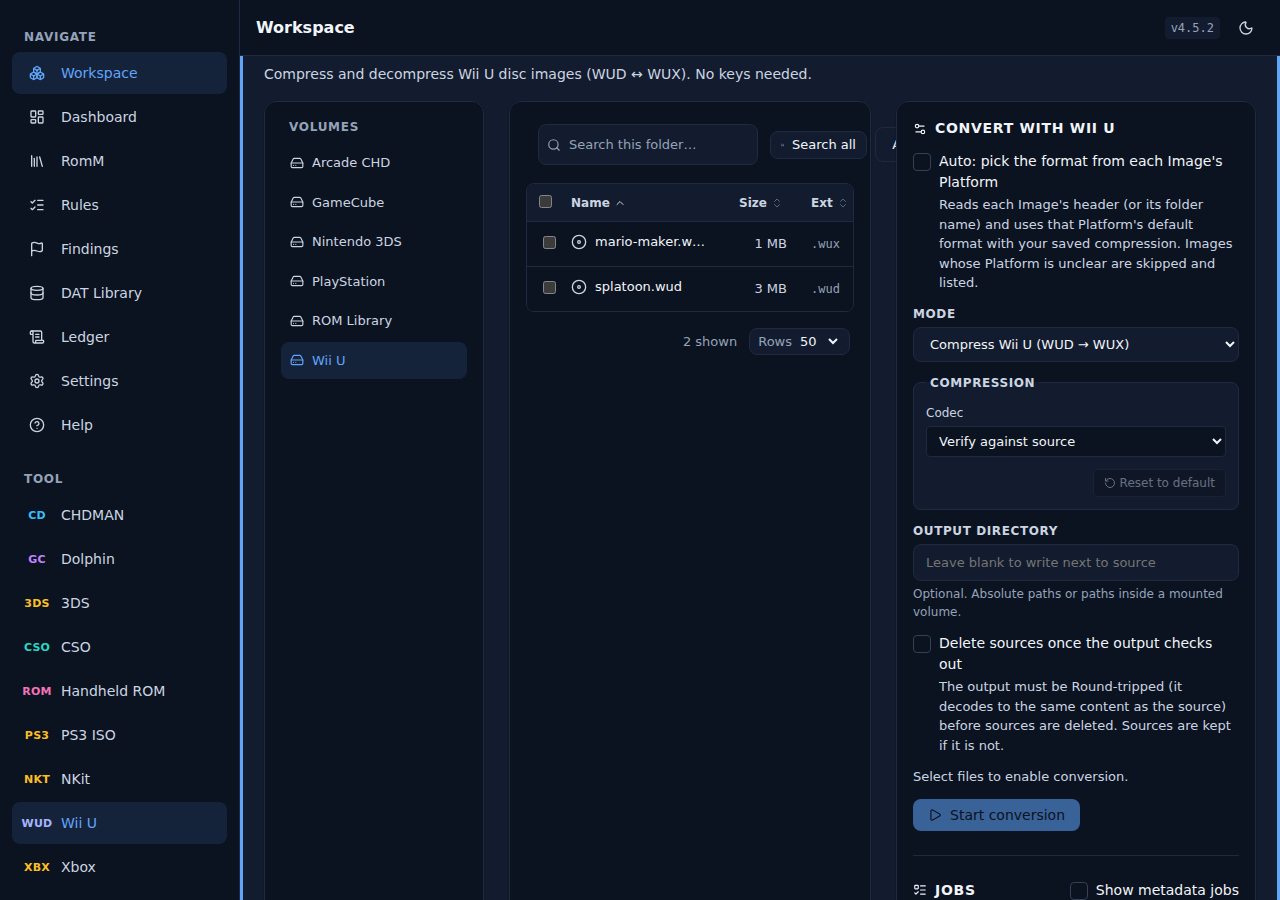 NAVIGATE
Workspace
Dashboard
RomM
Rules
Findings
DAT Library
Ledger
Settings
Help
TOOL
CD CHDMAN
GC Dolphin
3DS 3DS
CSO CSO
ROM Handheld ROM
PS3 PS3 ISO
NKT NKit
WUD Wii U
XBX Xbox
Workspace
v4.5.2
Compress and decompress Wii U disc images (WUD ↔ WUX). No keys needed.
VOLUMES
Arcade CHD
GameCube
Nintendo 3DS
PlayStation
ROM Library
Wii U
Search this folder…
Search all
Name
Size
Ext
mario-maker.w… 1 MB .wux
splatoon.wud 3 MB .wud
2 shown
Rows 50
CONVERT WITH WII U
Auto: pick the format from each Image's
Platform
Reads each Image's header (or its folder
name) and uses that Platform's default
format with your saved compression. Images
whose Platform is unclear are skipped and
listed.
MODE
Compress Wii U (WUD → WUX)
COMPRESSION
Codec
Verify against source
Reset to default
OUTPUT DIRECTORY
Leave blank to write next to source
Optional. Absolute paths or paths inside a mounted
volume.
Delete sources once the output checks
out
The output must be Round-tripped (it
decodes to the same content as the source)
before sources are deleted. Sources are kept
if it is not.
Select files to enable conversion.
Start conversion
JOBS
Show metadata jobs